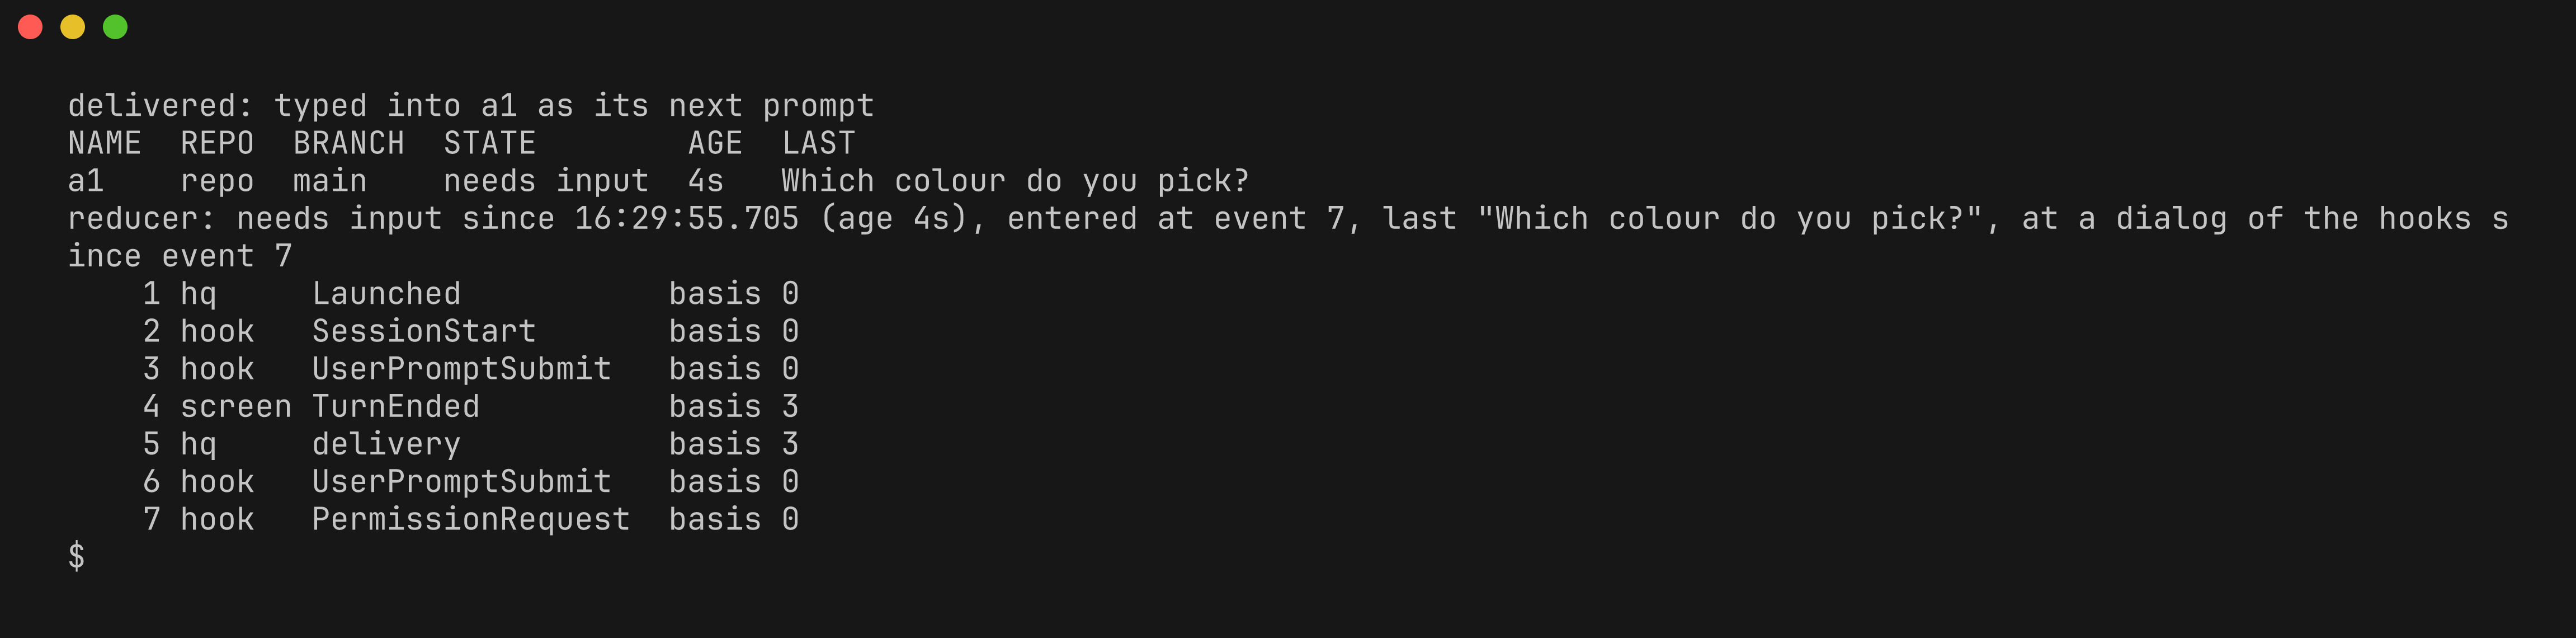 delivered: typed into a1 as its next prompt
NAME  REPO  BRANCH  STATE        AGE  LAST
a1    repo  main    needs input  4s   Which colour do you pick?
reducer: needs input since 16:29:55.705 (age 4s), entered at event 7, last "Which colour do you pick?", at a dialog of the hooks s
ince event 7
    1 hq     Launched           basis 0
    2 hook   SessionStart       basis 0
    3 hook   UserPromptSubmit   basis 0
    4 screen TurnEnded          basis 3
    5 hq     delivery           basis 3
    6 hook   UserPromptSubmit   basis 0
    7 hook   PermissionRequest  basis 0
$